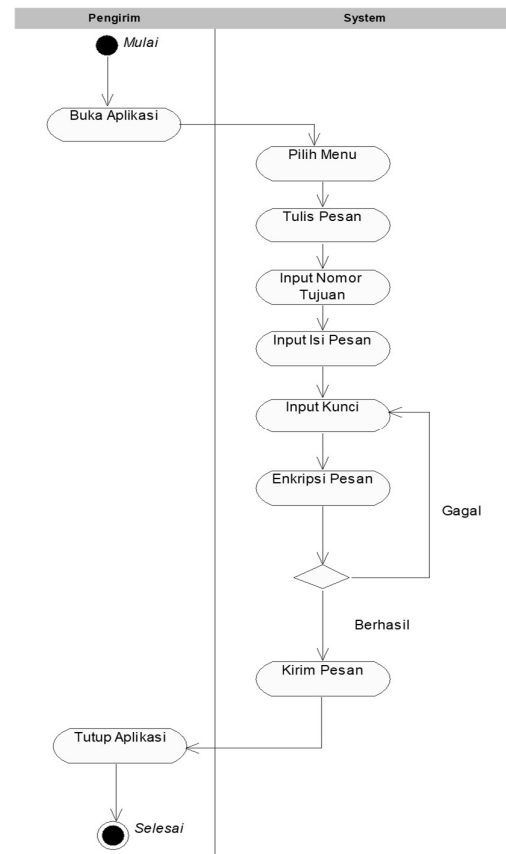 Pengirim
System
Mulai
Buka Aplikasi
Pilih Menu
Tulis Pesan
Input Nomor
Tujuan
Input Isi Pesan
Input Kunci
Enkripsi Pesan
Gagal
Berhasil
Kirim Pesan
Tutup Aplikasi
Selesai